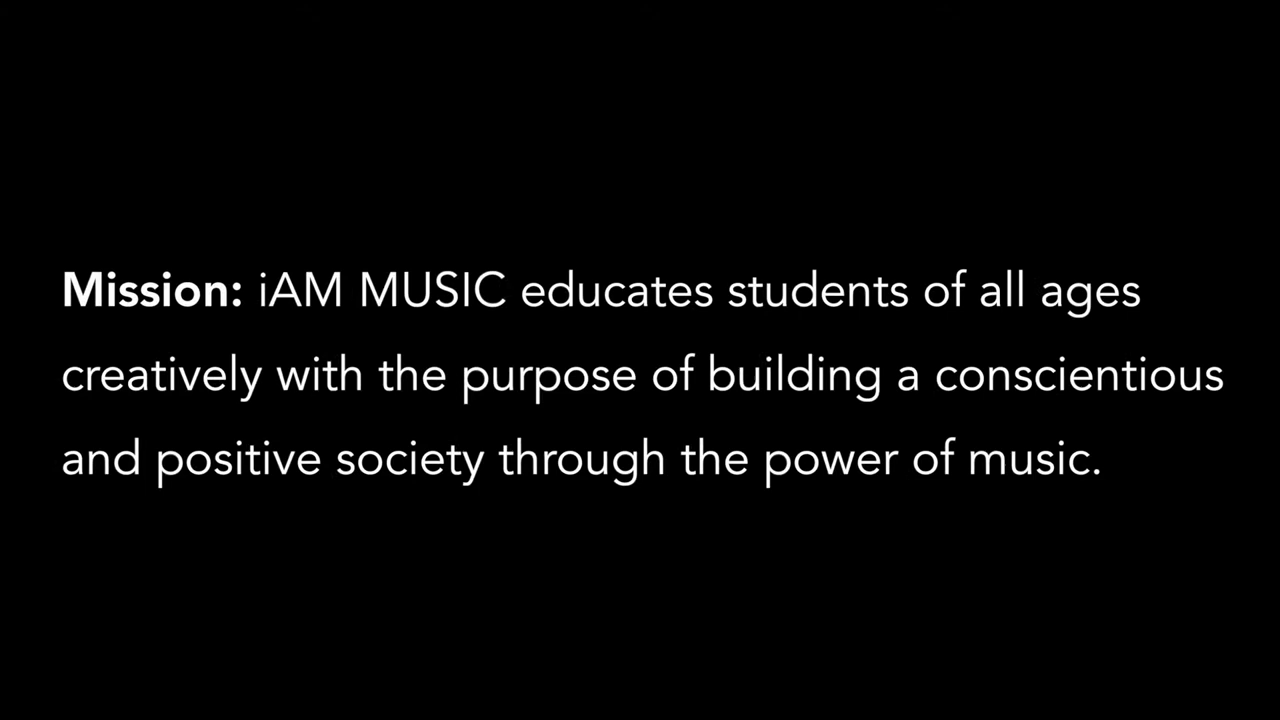 Mission: iAM MUSIC educates students of all ages
creatively with the purpose of building a conscientious
and positive society through the power of music.